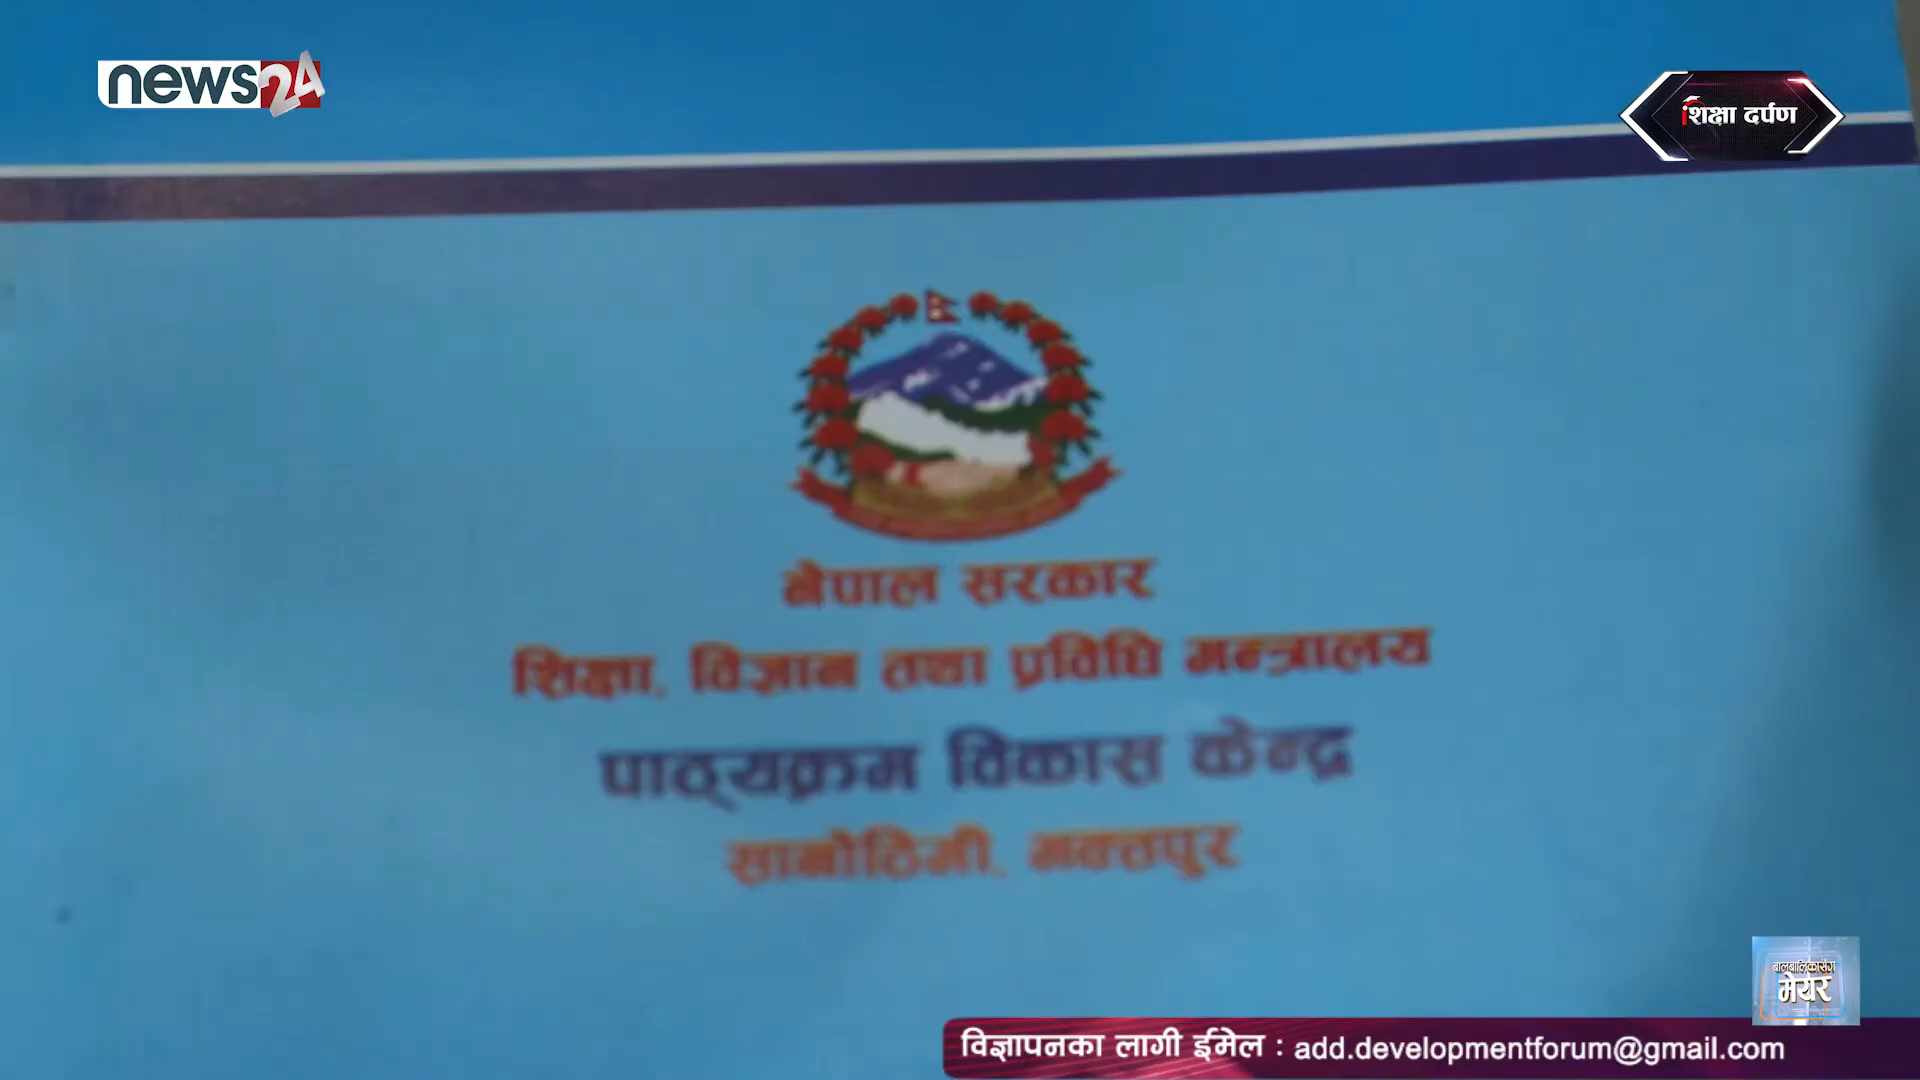 news24
शिक्षा दर्पण
नेपाल सरकार
शिक्षा, विज्ञान तथा प्रविधि मन्त्रालय
पाठ्यक्रम विकास केन्द्र
सानोठिमी, भक्तपुर
बालबालिकासँग
मेयर
विज्ञापनका लागी ईमेल : add.developmentforum@gmail.com